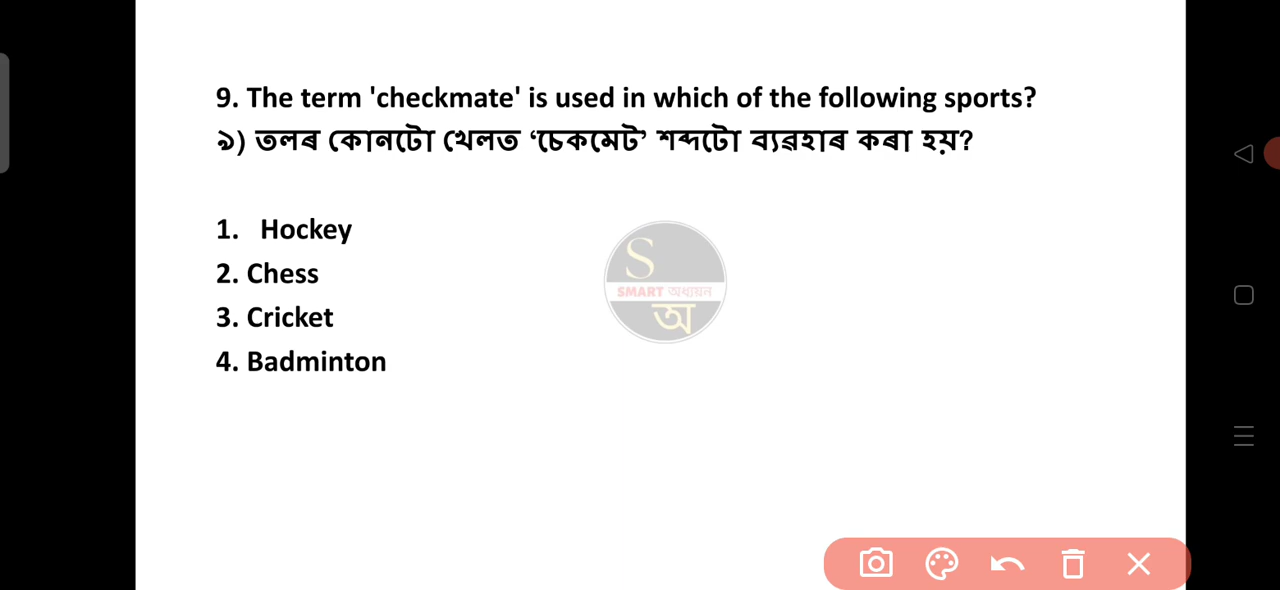 9. The term 'checkmate' is used in which of the following sports?
৯) তলৰ কোনটো খেলত ‘চেকমেট’ শব্দটো ব্যৱহাৰ কৰা হয়?
1. Hockey
2. Chess
S
SMART অধ্যয়ন
অ
3. Cricket
4. Badminton